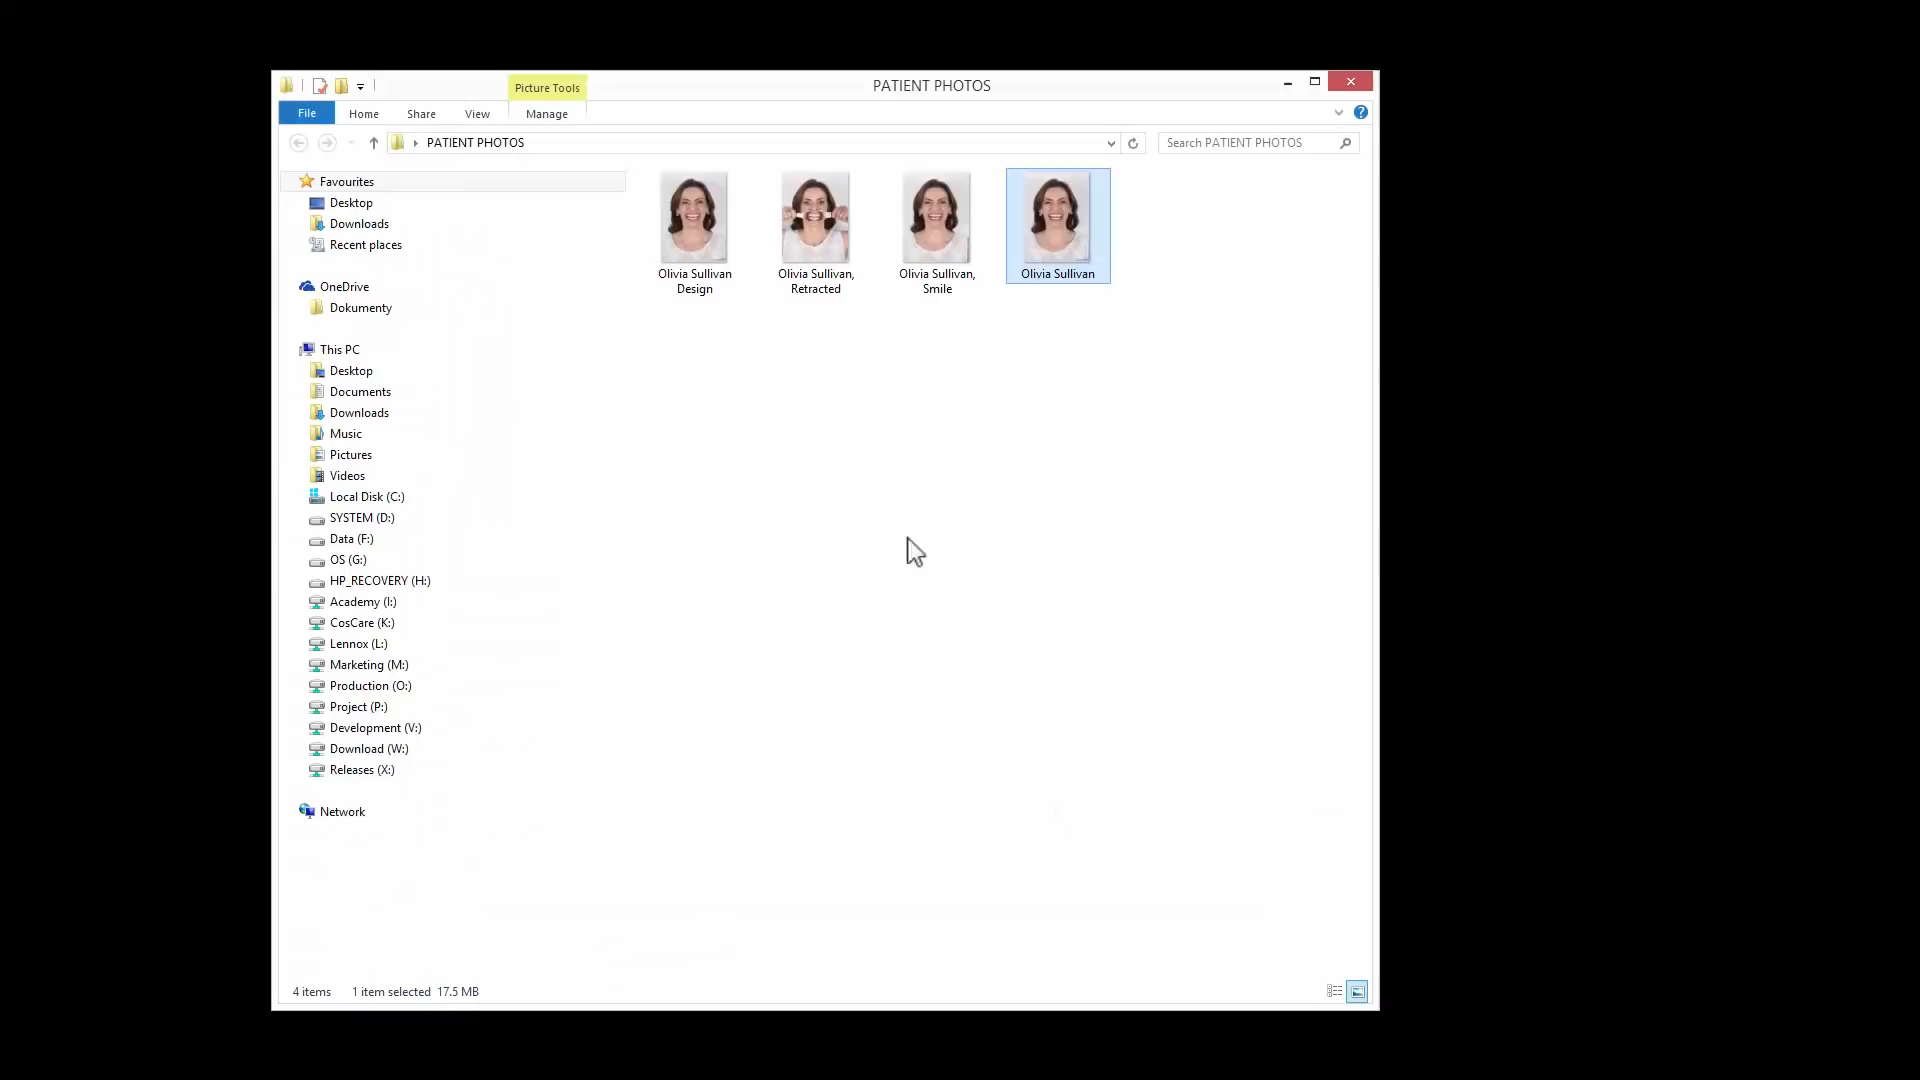 Picture Tools
PATIENT PHOTOS
File
Home
Share
View
Manage
PATIENT PHOTOS
Search PATIENT PHOTOS
Favourites
Desktop
Downloads
Recent places
OneDrive
Dokumenty
This PC
Desktop
Documents
Downloads
Music
Pictures
Videos
Local Disk (C:)
SYSTEM (D:)
Data (F:)
OS (G:)
HP_RECOVERY (H:)
Academy (I:)
CosCare (K:)
Lennox (L:)
Marketing (M:)
Production (O:)
Project (P:)
Development (V:)
Download (W:)
Releases (X:)
Network
Olivia Sullivan
Design
Olivia Sullivan,
Retracted
Olivia Sullivan,
Smile
Olivia Sullivan
4 items
1 item selected 17.5 MB